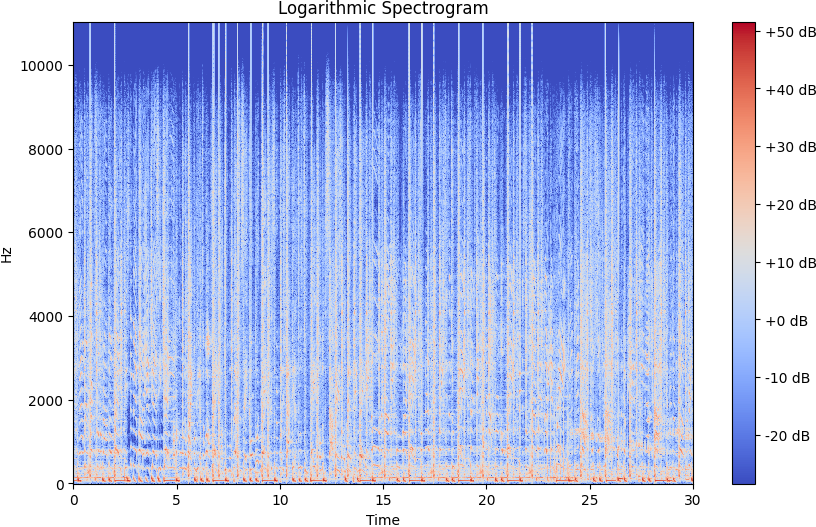 Logarithmic Spectrogram
Hz
10000
8000
6000
4000
2000
0
0 5 10 15 20 25 30
Time
+50 dB
+40 dB
+30 dB
+20 dB
+10 dB
+0 dB
-10 dB
-20 dB